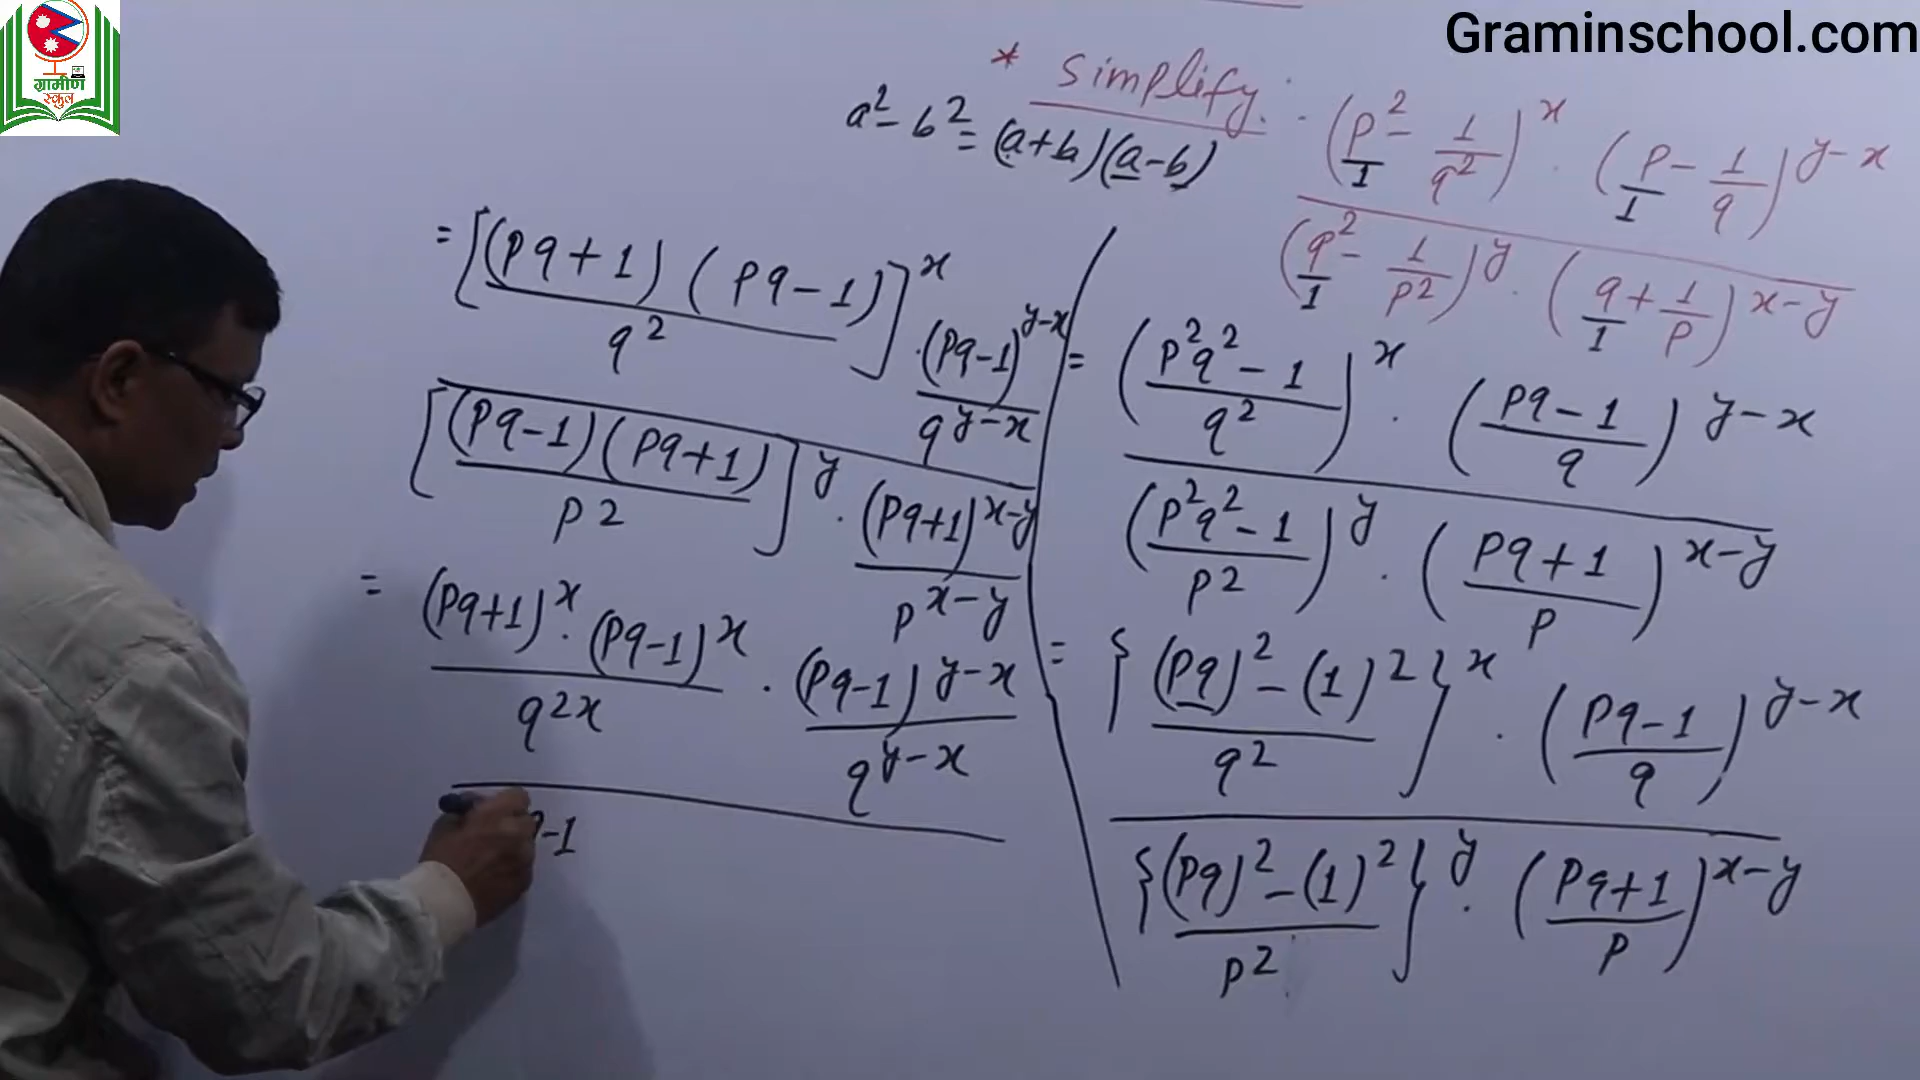 ग्रामीण
स्कुल
Graminschool.com
* Simplify :-
(p²/1 - 1/q²)^x . (p/1 - 1/q)^(y-x)
(q²/1 - 1/p²)^y . (q/1 + 1/p)^(x-y)
a² - b² = (a+b)(a-b)
= ((p²q² - 1)/q²)^x . ((pq - 1)/q)^(y-x)
((p²q² - 1)/p²)^y . ((pq + 1)/p)^(x-y)
= {((pq)² - (1)²)/q²}^x . ((pq - 1)/q)^(y-x)
{((pq)² - (1)²)/p²}^y . ((pq + 1)/p)^(x-y)
= [(pq + 1)(pq - 1)/q²]^x . (pq-1)^(y-x)/q^(y-x)
[(pq-1)(pq+1)/p²]^y . (pq+1)^(x-y)/p^(x-y)
= (pq+1)^x . (pq-1)^x/q^(2x) . (pq-1)^(y-x)/q^(y-x)
-1